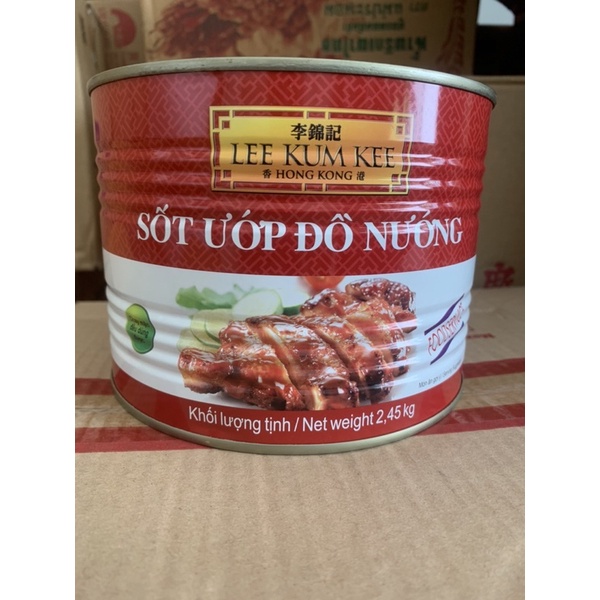 李錦記
LEE KUM KEE
香 HONG KONG 港
SỐT ƯỚP ĐỒ NƯỚNG
FOODSERVICE
Khối lượng tịnh / Net weight 2,45 kg